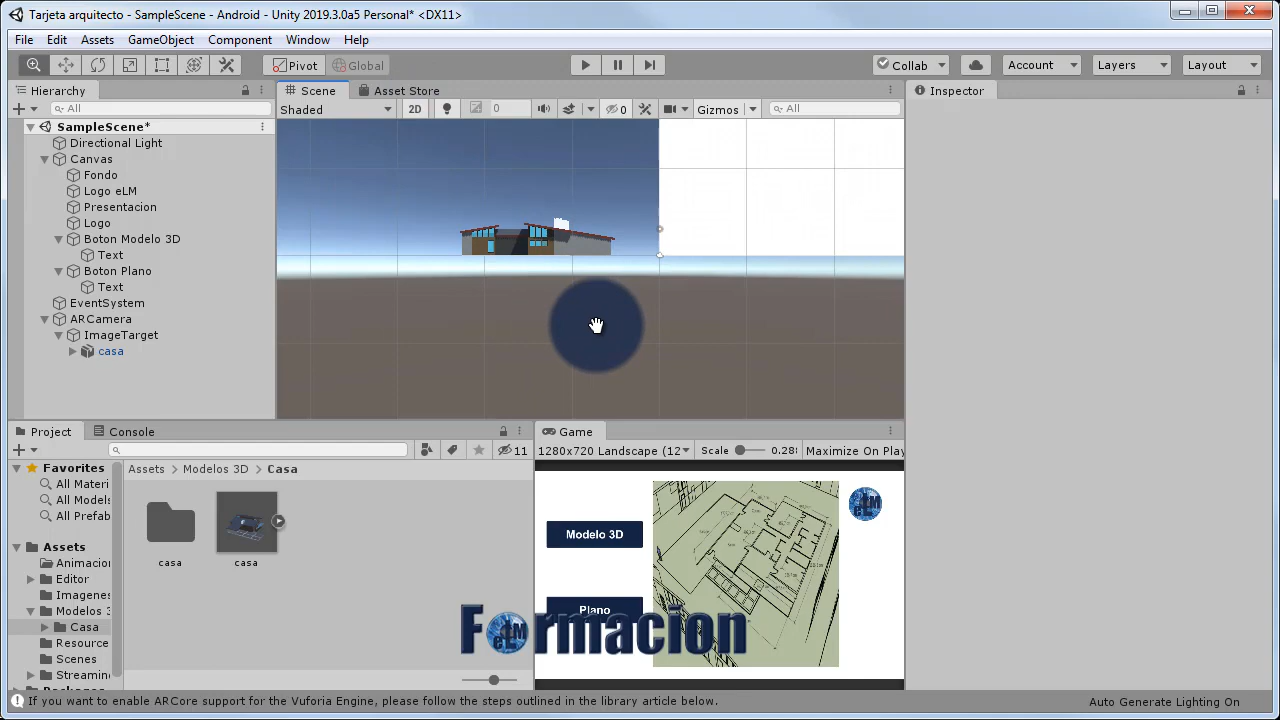 Tarjeta arquitecto - SampleScene - Android - Unity 2019.3.0a5 Personal* <DX11>
File Edit Assets GameObject Component Window Help
Pivot Global Collab Account Layers Layout
Hierarchy
All
SampleScene*
Directional Light
Canvas
Fondo
Logo eLM
Presentacion
Logo
Boton Modelo 3D
Text
Boton Plano
Text
EventSystem
ARCamera
ImageTarget
casa
Scene Asset Store
Shaded 2D 0 0 Gizmos All
Inspector
Project Console
11
Favorites
All Materi
All Models
All Prefab
Assets
Animacion
Editor
Imagenes
Modelos 3
Casa
Resource
Scenes
Streamin
Assets Modelos 3D Casa
casa casa
Game
1280x720 Landscape (12 Scale 0.28 Maximize On Play
Modelo 3D
Plano
Formacion
If you want to enable ARCore support for the Vuforia Engine, please follow the steps outlined in the library article below.
Auto Generate Lighting On